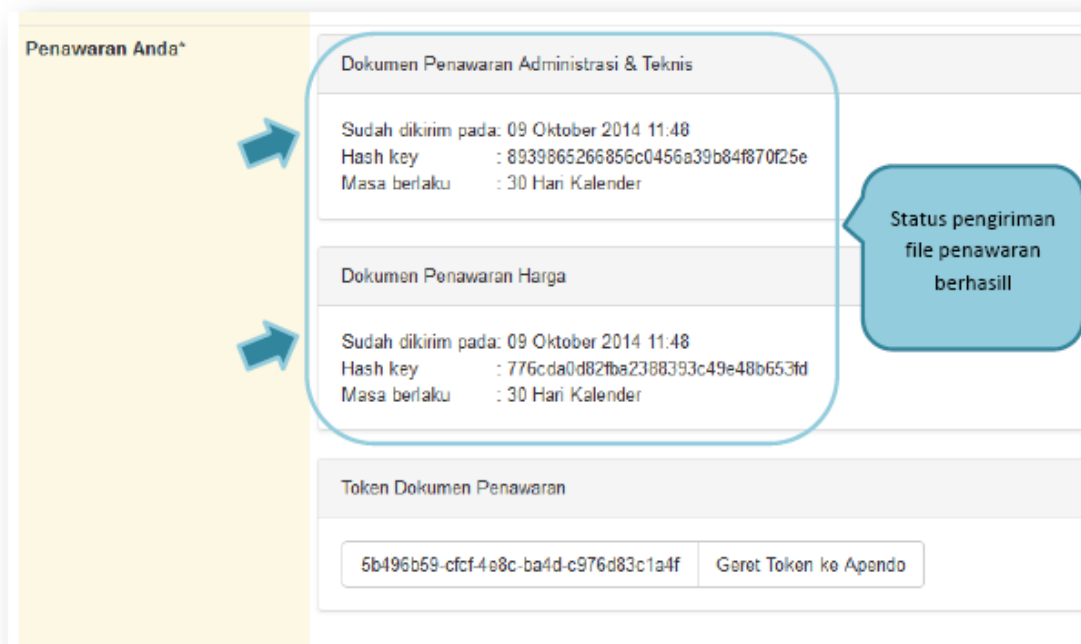 Penawaran Anda*
Dokumen Penawaran Administrasi & Teknis
Sudah dikirim pada: 09 Oktober 2014 11:48
Hash key : 8939865266856c0456a39b84f870f25e
Masa berlaku : 30 Hari Kalender
Status pengiriman
file penawaran
berhasill
Dokumen Penawaran Harga
Sudah dikirim pada: 09 Oktober 2014 11:48
Hash key : 776cda0d82fba2388393c49e48b653fd
Masa berlaku : 30 Hari Kalender
Token Dokumen Penawaran
5b496b59-cfcf-4e8c-ba4d-c976d83c1a4f Geret Token ke Apendo